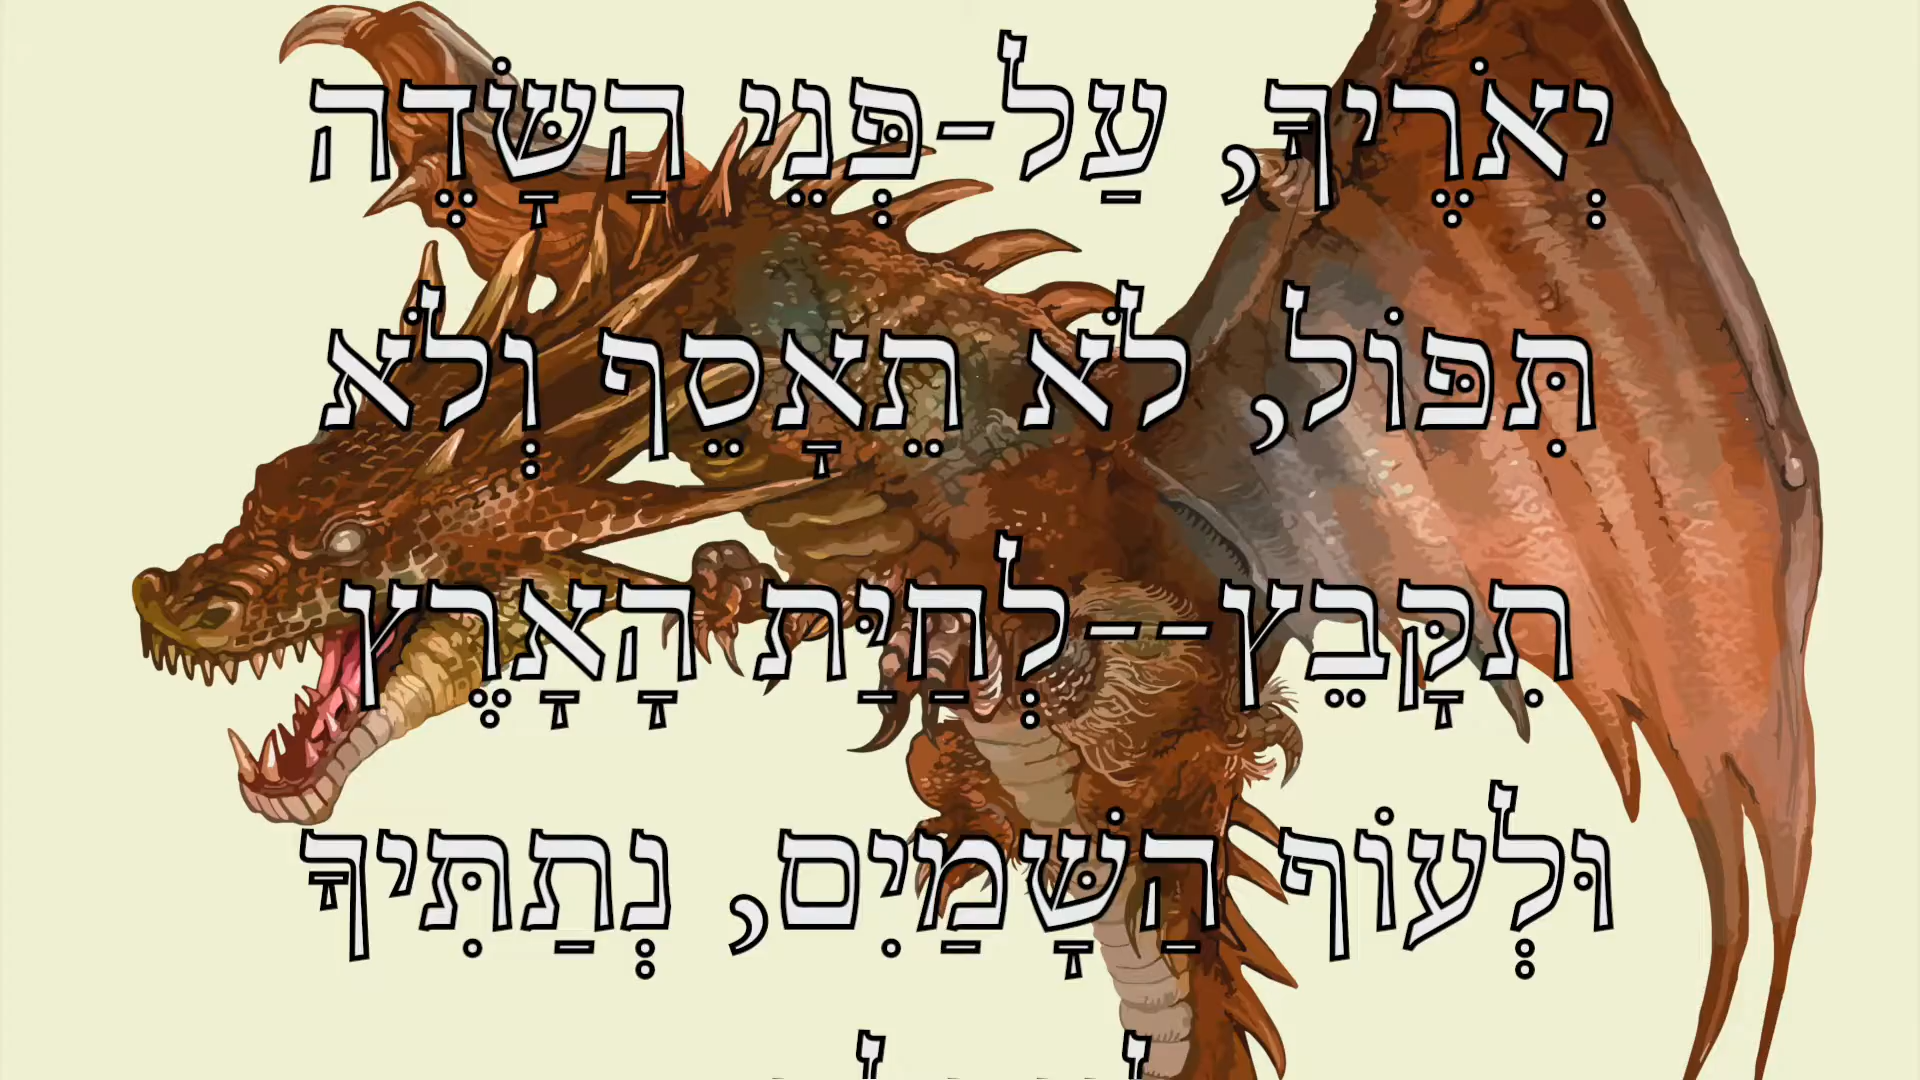 יְאֹרֶיךָ, עַל-פְּנֵי הַשָּׂדֶה
תִּפּוֹל, לֹא תֵאָסֵף וְלֹא
תִקָּבֵץ--לְחַיַּת הָאָרֶץ
וּלְעוֹף הַשָּׁמַיִם, נְתַתִּיךָ